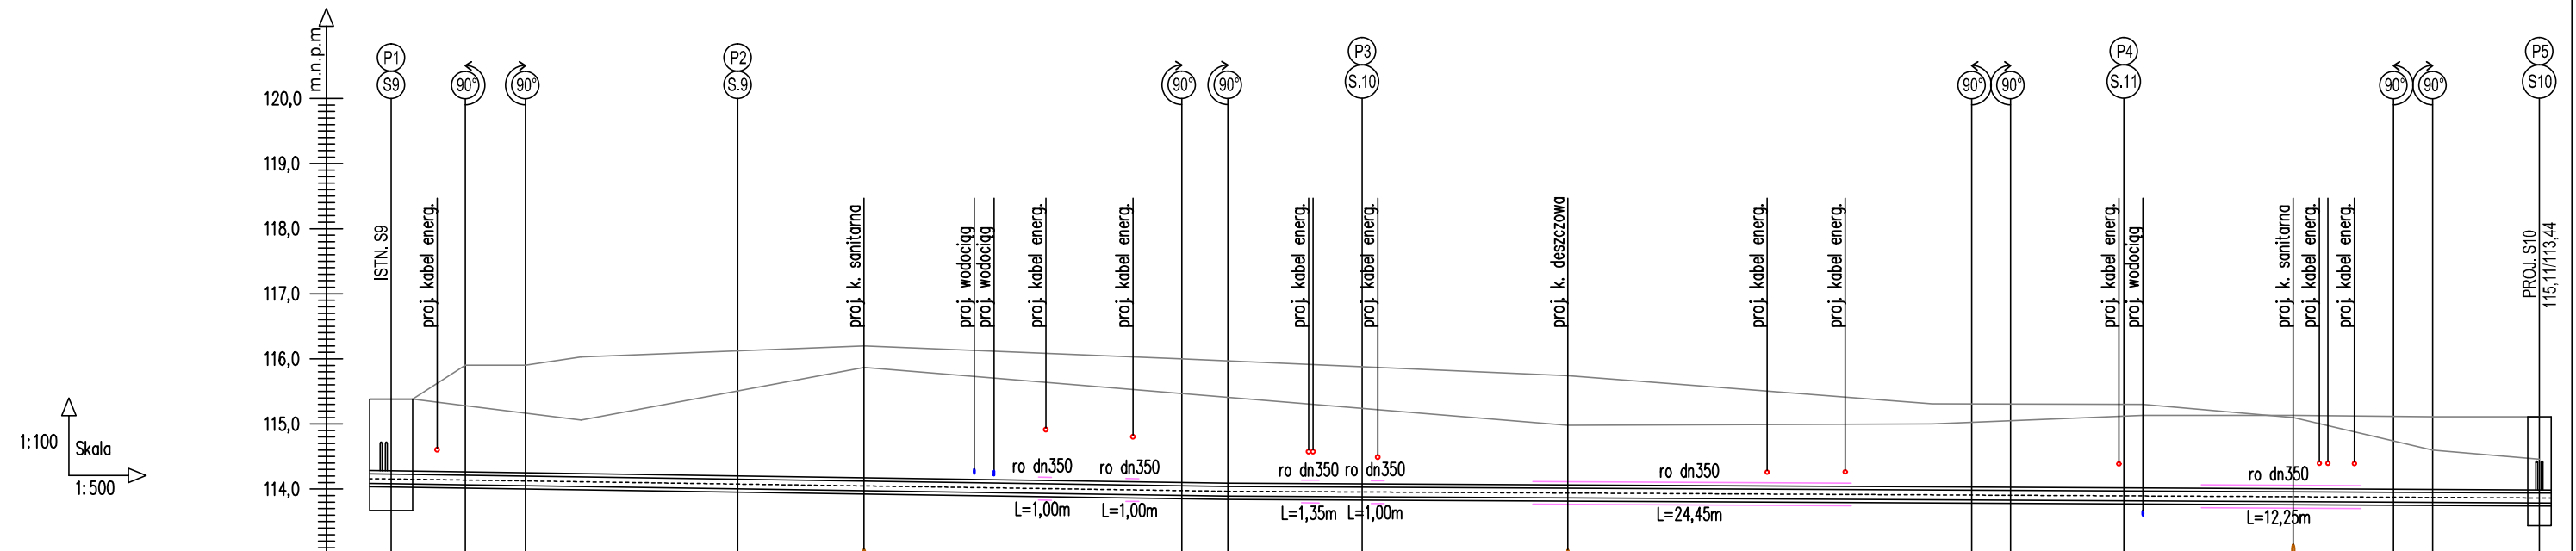 m.n.p.m
P1
S9
90°
90°
P2
S.9
90°
90°
P3
S.10
90°
90°
P4
S.11
90°
90°
P5
S10
120,0
119,0
118,0
117,0
116,0
115,0
114,0
ISTN. S9
proj. kabel energ.
proj. k. sanitarna
proj. wodociąg
proj. wodociąg
proj. kabel energ.
proj. kabel energ.
proj. kabel energ.
proj. kabel energ.
proj. k. deszczowa
proj. kabel energ.
proj. kabel energ.
proj. kabel energ.
proj. wodociąg
proj. k. sanitarna
proj. kabel energ.
proj. kabel energ.
PROJ. S10
115,11/113,44
1:100
Skala
1:500
ro dn350
ro dn350
ro dn350
ro dn350
ro dn350
ro dn350
L=1,00m
L=1,00m
L=1,35m
L=1,00m
L=24,45m
L=12,25m